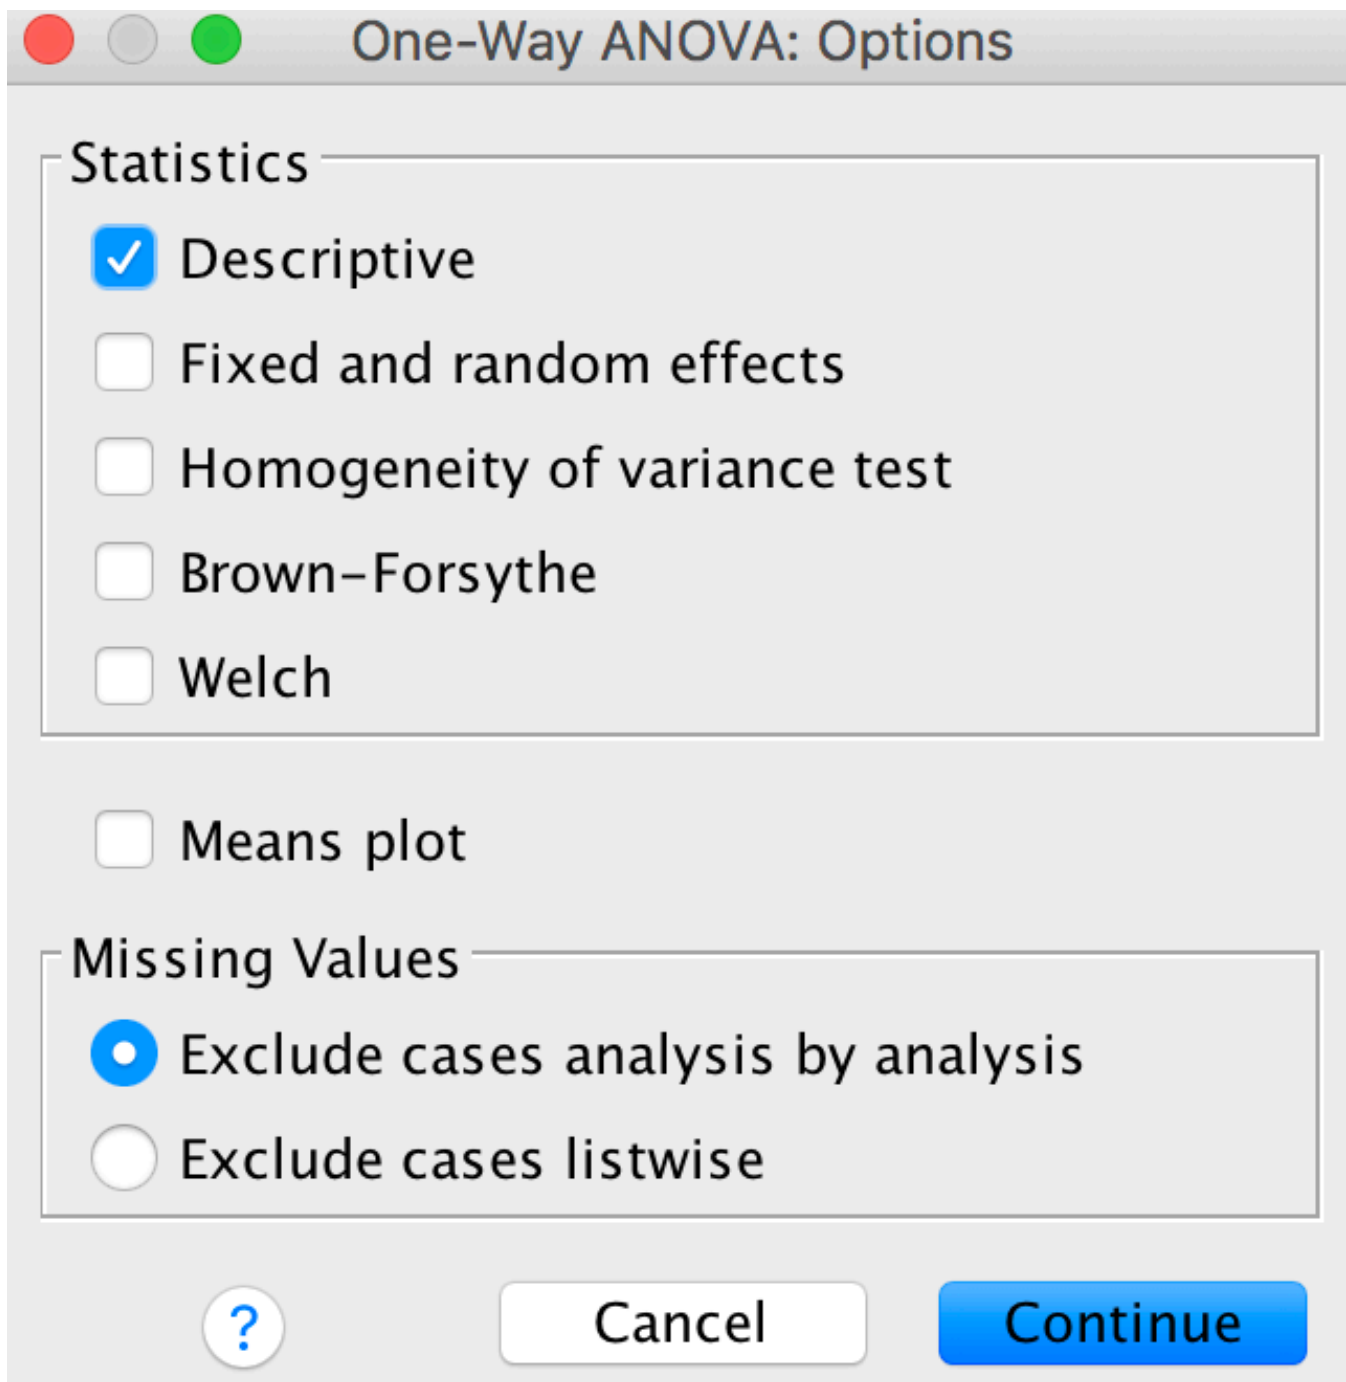 One-Way ANOVA: Options
Statistics
Descriptive
Fixed and random effects
Homogeneity of variance test
Brown-Forsythe
Welch
Means plot
Missing Values
Exclude cases analysis by analysis
Exclude cases listwise
? Cancel Continue